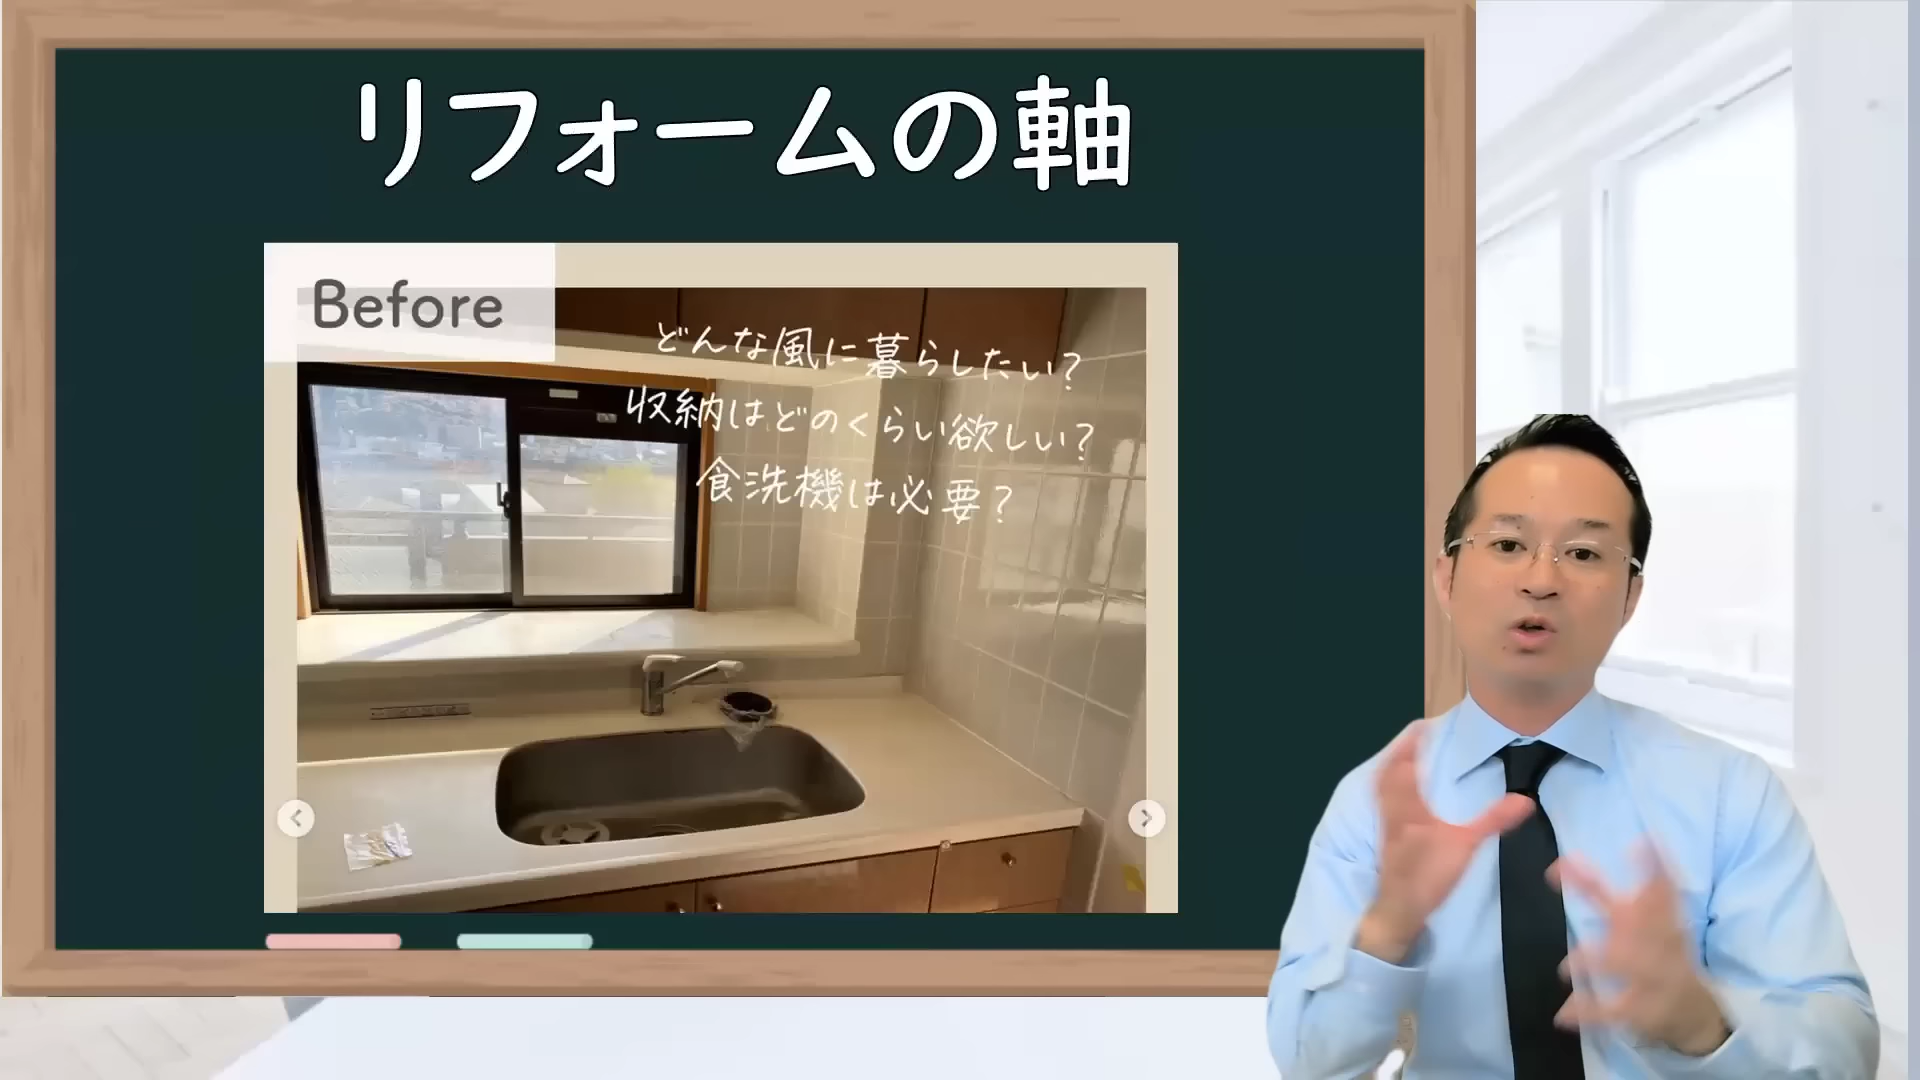 リフォームの軸
Before
どんな風に暮らしたい?
収納はどのくらい欲しい?
食洗機は必要?